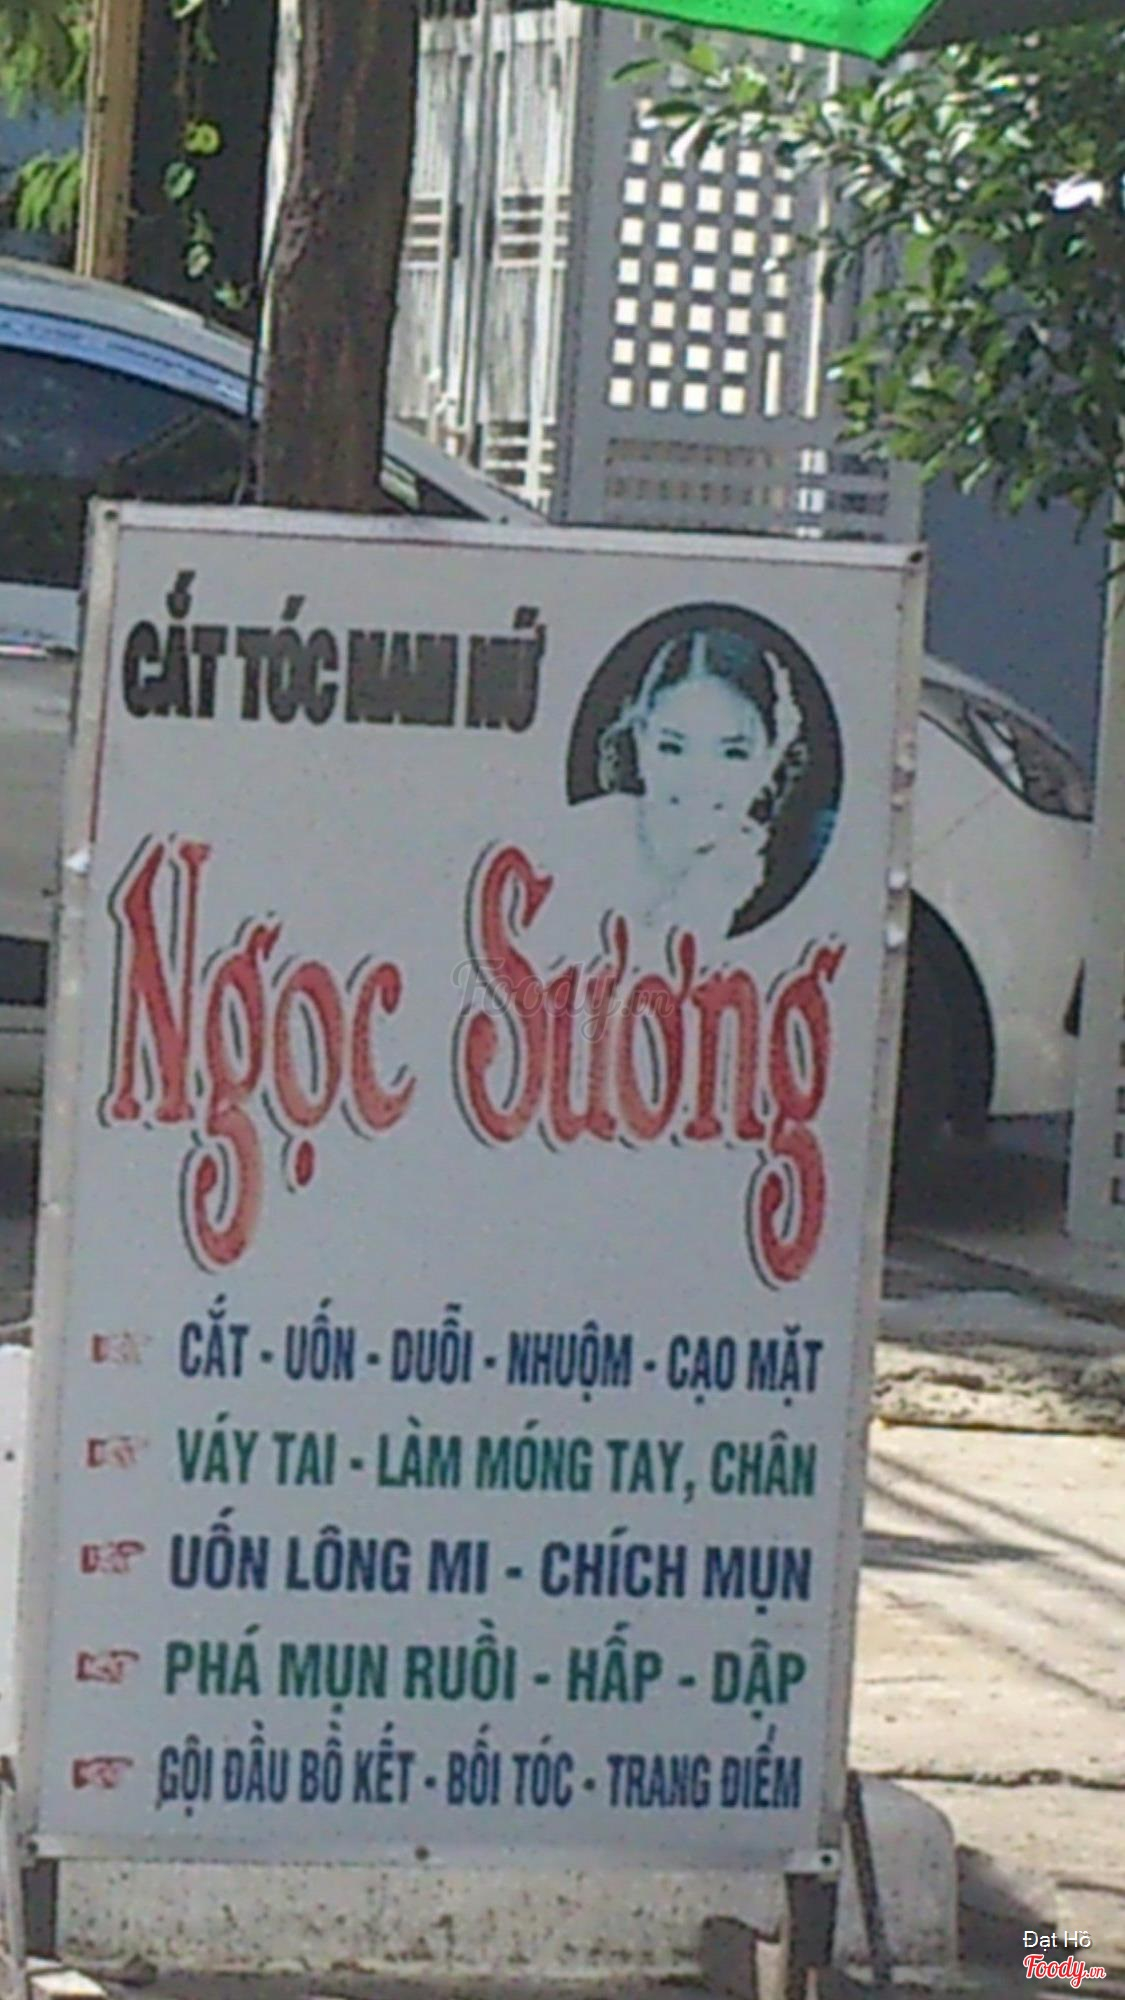 CẮT TÓC NAM NỮ
Ngọc Sương
Foody.vn
CẮT - UỐN - DUỖI - NHUỘM - CẠO MẶT
VÁY TAI - LÀM MÓNG TAY, CHÂN
UỐN LÔNG MI - CHÍCH MỤN
PHÁ MỤN RUỒI - HẤP - DẬP
GỘI ĐẦU BỒ KẾT - BỐI TÓC - TRANG ĐIỂM
Đạt Hồ
Foody.vn